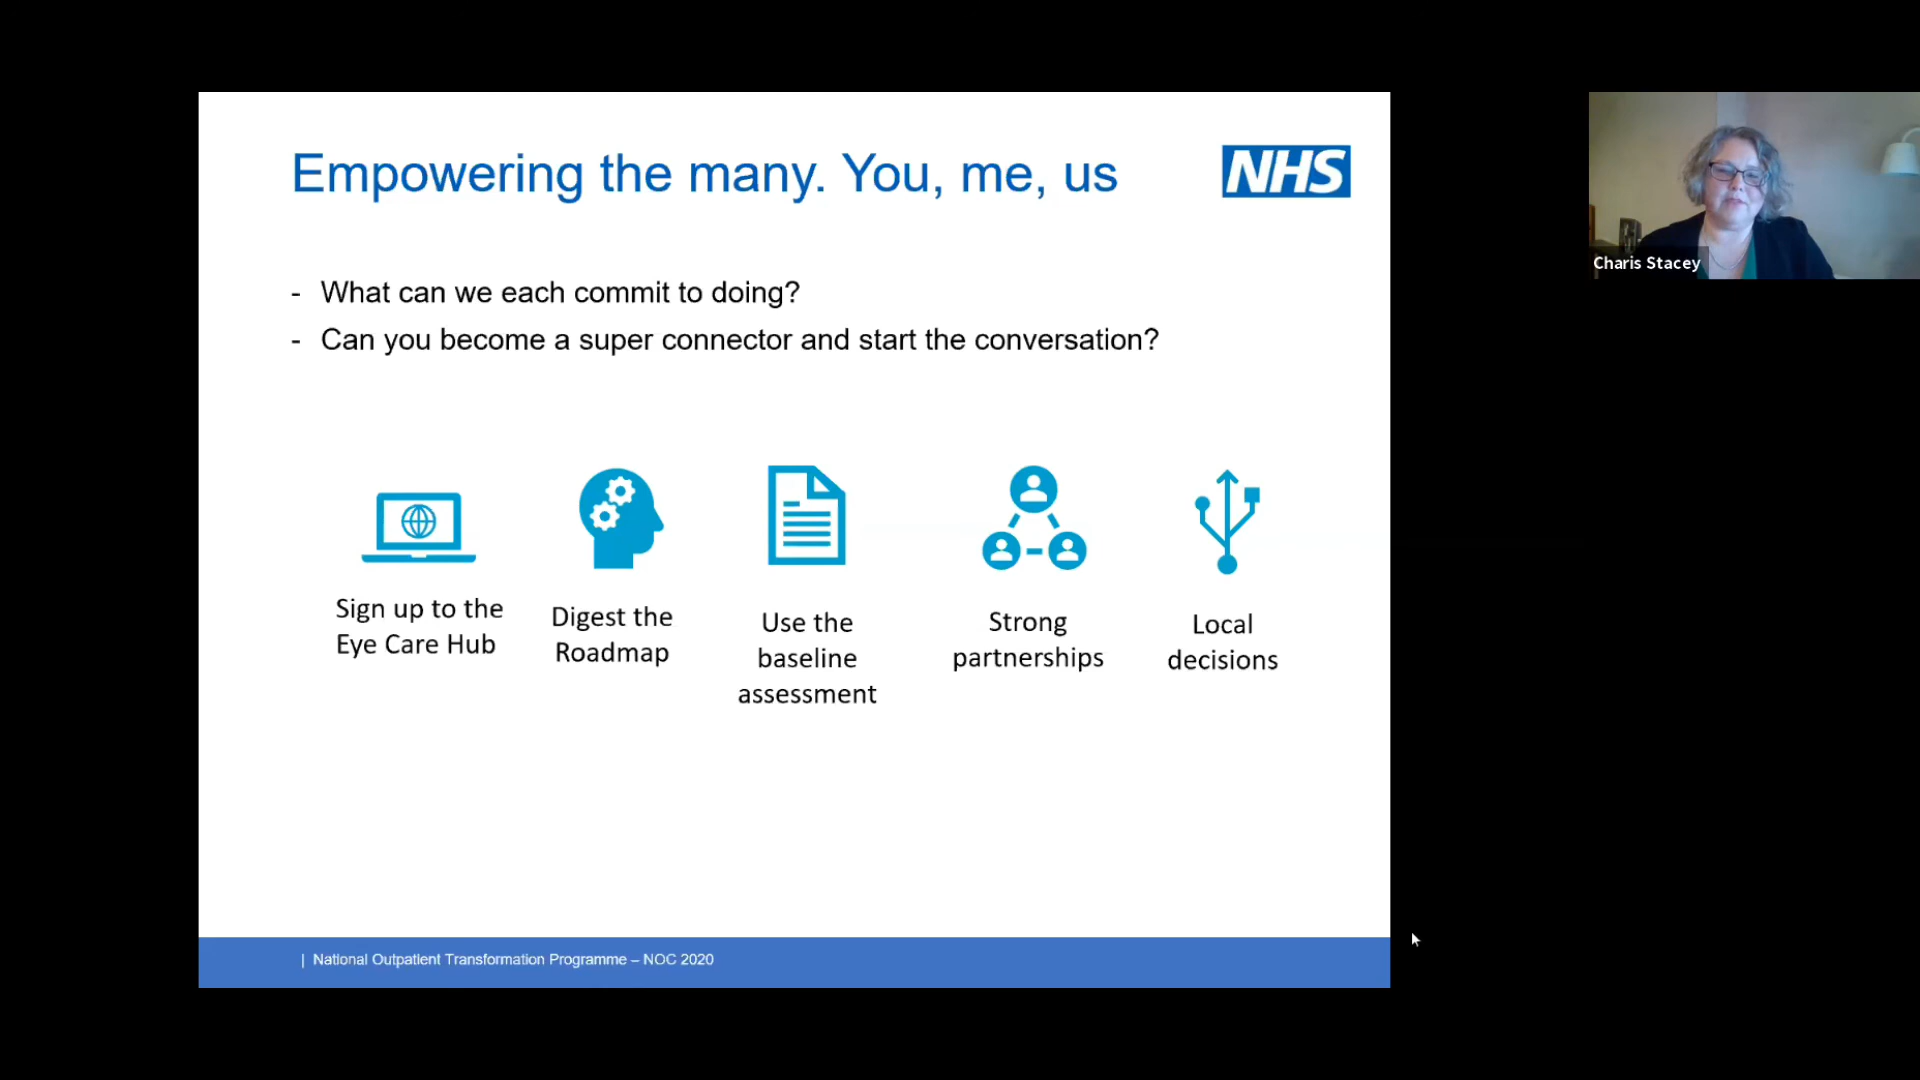 Empowering the many. You, me, us
NHS
- What can we each commit to doing?
- Can you become a super connector and start the conversation?
Sign up to the
Eye Care Hub
Digest the
Roadmap
Use the
baseline
assessment
Strong
partnerships
Local
decisions
| National Outpatient Transformation Programme – NOC 2020
Charis Stacey